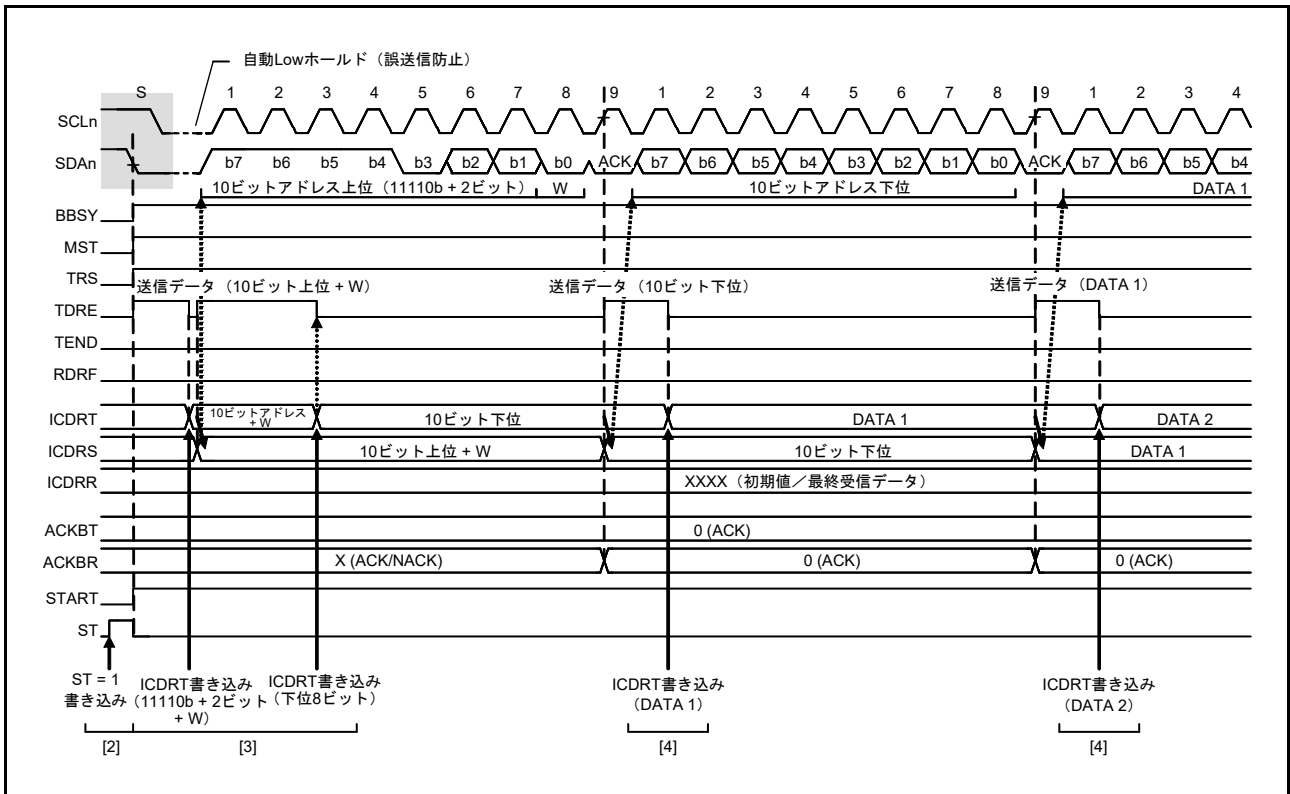 自動Lowホールド（誤送信防止）
S 1 2 3 4 5 6 7 8 9 1 2 3 4 5 6 7 8 9 1 2 3 4
SCLn
SDAn b7 b6 b5 b4 b3 b2 b1 b0 ACK b7 b6 b5 b4 b3 b2 b1 b0 ACK b7 b6 b5 b4
10ビットアドレス上位（11110b + 2ビット） W 10ビットアドレス下位 DATA 1
BBSY
MST
TRS
送信データ（10ビット上位 + W） 送信データ（10ビット下位） 送信データ（DATA 1）
TDRE
TEND
RDRF
ICDRT 10ビットアドレス
+ W 10ビット下位 DATA 1 DATA 2
ICDRS 10ビット上位 + W 10ビット下位 DATA 1
ICDRR XXXX（初期値／最終受信データ）
ACKBT 0 (ACK)
ACKBR X (ACK/NACK) 0 (ACK) 0 (ACK)
START
ST
ST = 1
書き込み
ICDRT書き込み
（11110b + 2ビット
+ W）
ICDRT書き込み
（下位8ビット）
ICDRT書き込み
（DATA 1）
ICDRT書き込み
（DATA 2）
[2] [3] [4] [4]